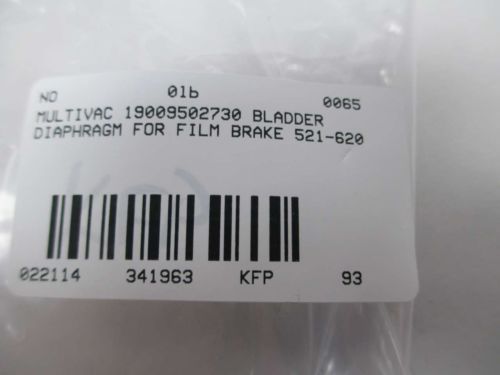 NO 01b 0065
MULTIVAC 19009502730 BLADDER
DIAPHRAGM FOR FILM BRAKE 521-620
022114 341963 KFP 93